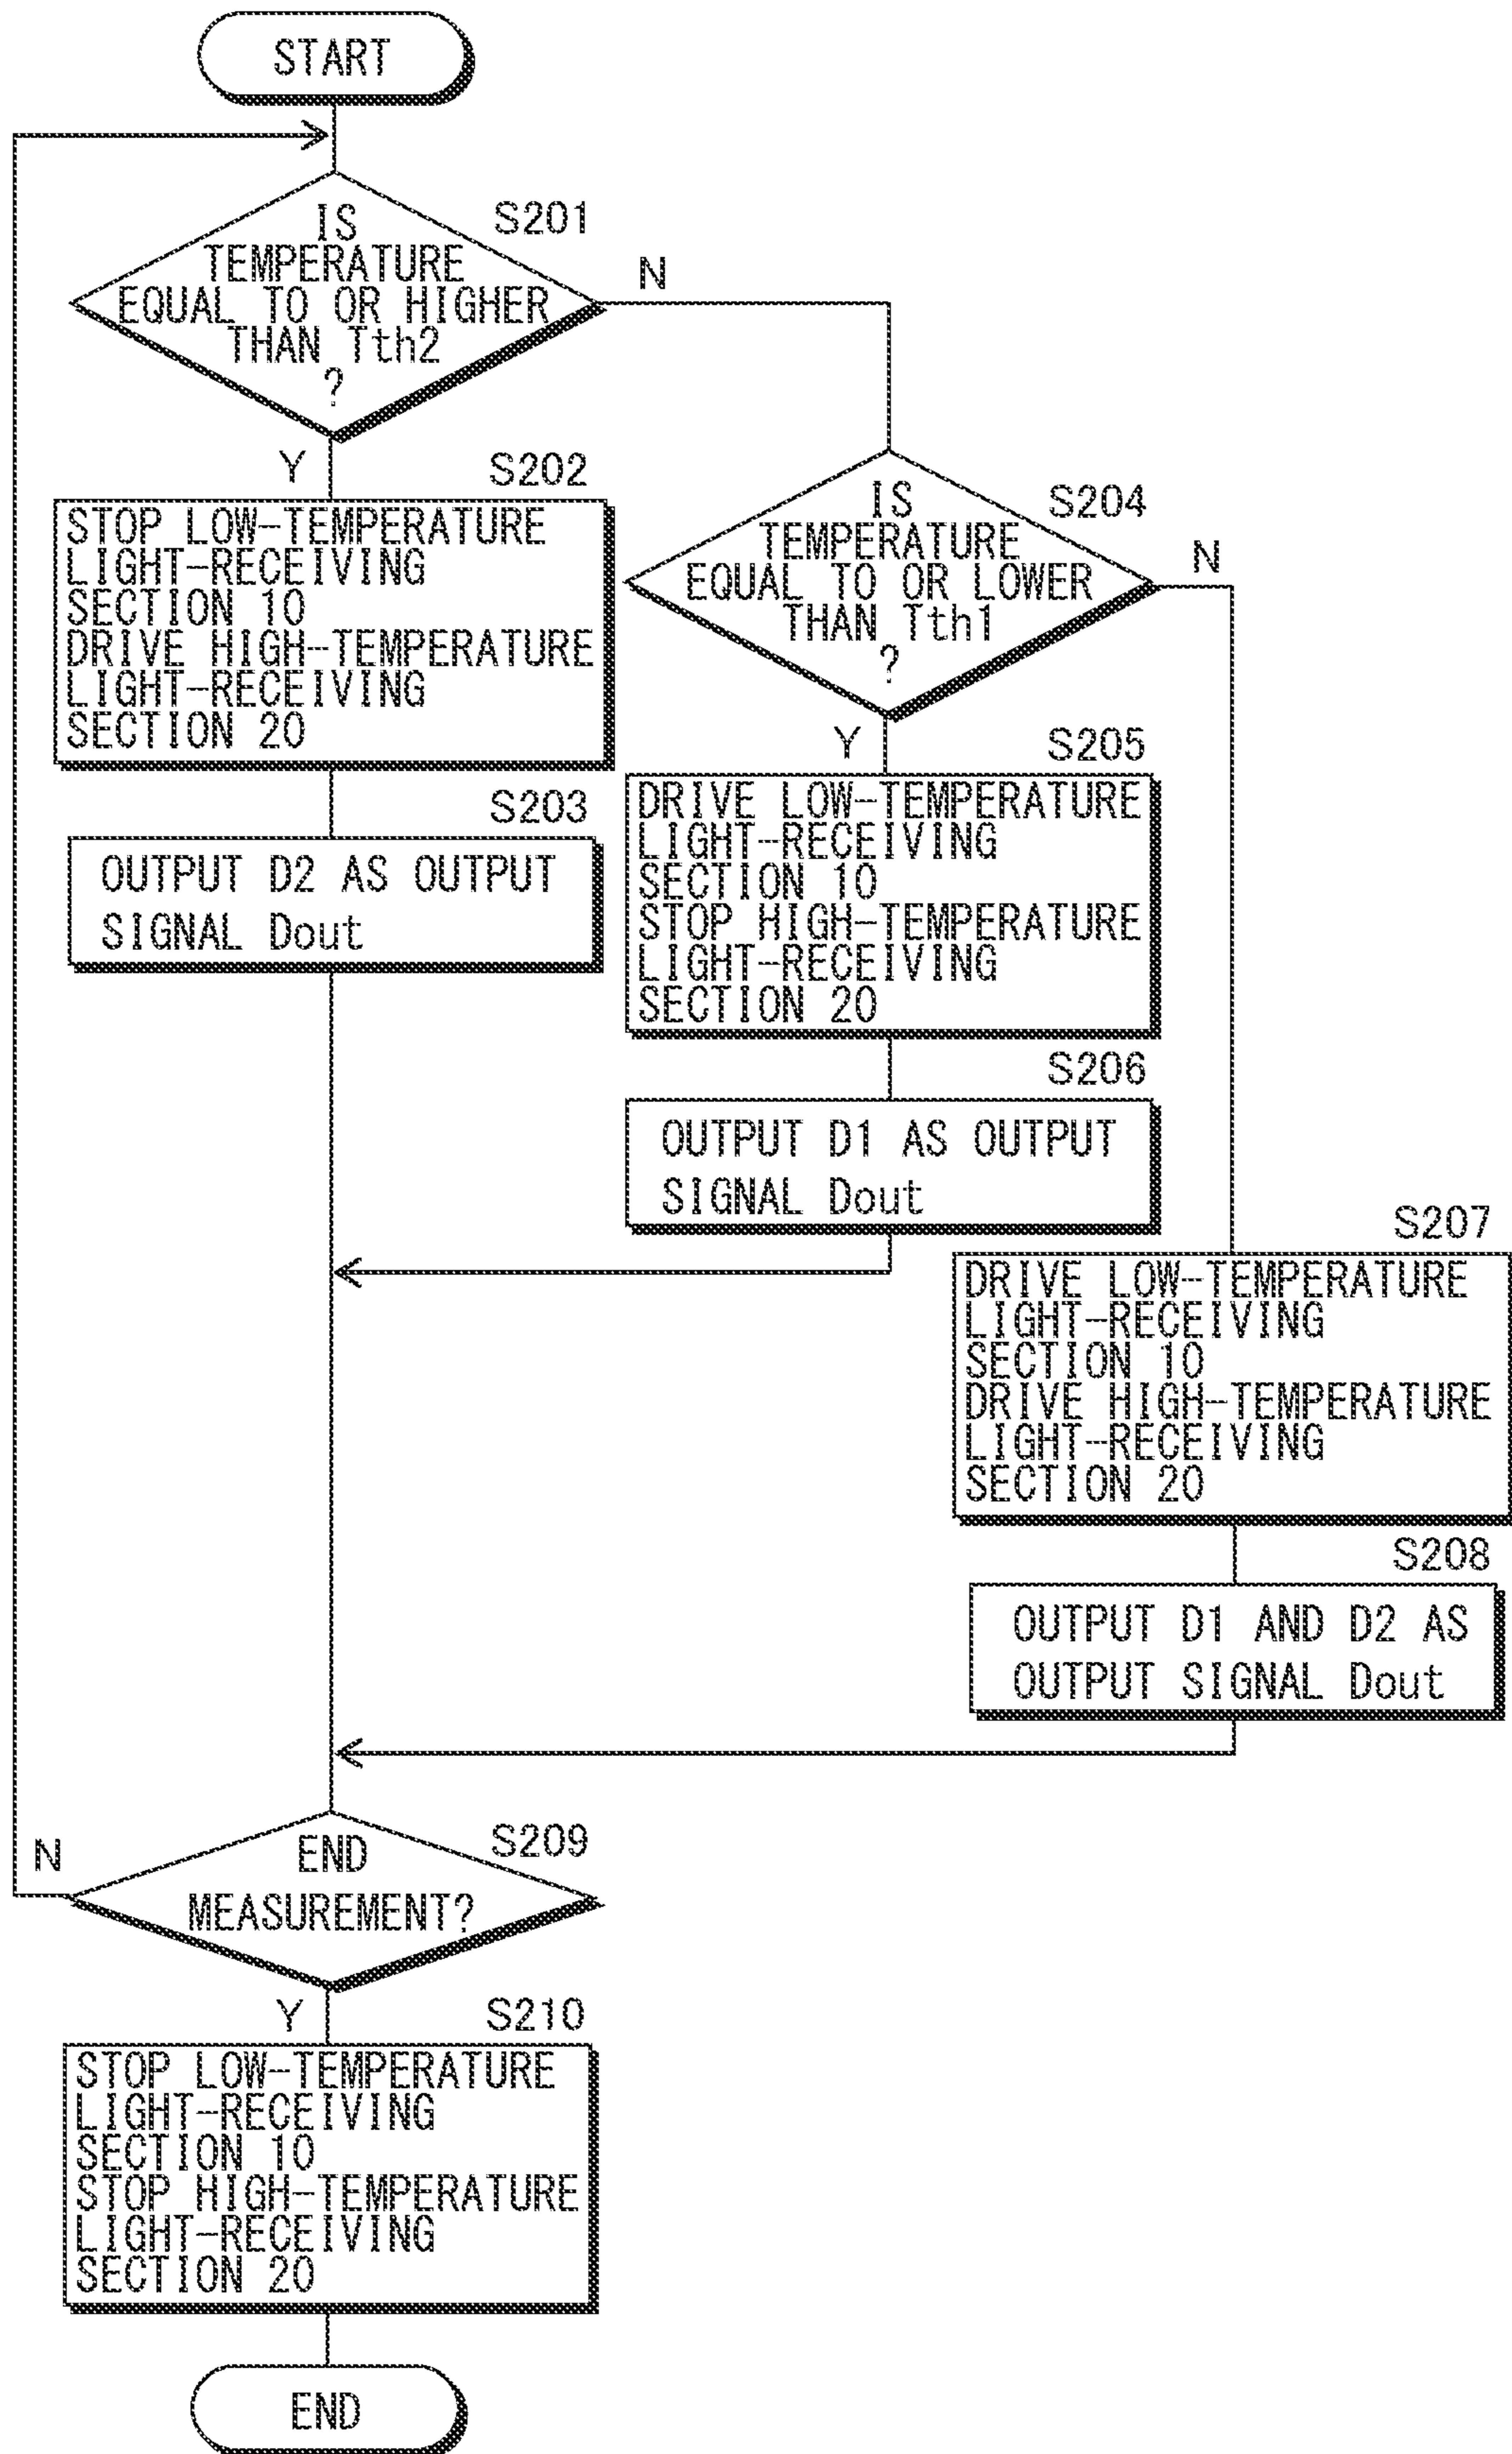 START
S201
IS
TEMPERATURE
EQUAL TO OR HIGHER
THAN Tth2
?
N
Y
S202
STOP LOW-TEMPERATURE
LIGHT-RECEIVING
SECTION 10
DRIVE HIGH-TEMPERATURE
LIGHT-RECEIVING
SECTION 20
S203
OUTPUT D2 AS OUTPUT
SIGNAL Dout
S204
IS
TEMPERATURE
EQUAL TO OR LOWER
THAN Tth1
?
N
Y
S205
DRIVE LOW-TEMPERATURE
LIGHT-RECEIVING
SECTION 10
STOP HIGH-TEMPERATURE
LIGHT-RECEIVING
SECTION 20
S206
OUTPUT D1 AS OUTPUT
SIGNAL Dout
S207
DRIVE LOW-TEMPERATURE
LIGHT-RECEIVING
SECTION 10
DRIVE HIGH-TEMPERATURE
LIGHT-RECEIVING
SECTION 20
S208
OUTPUT D1 AND D2 AS
OUTPUT SIGNAL Dout
S209
END
MEASUREMENT?
N
Y
S210
STOP LOW-TEMPERATURE
LIGHT-RECEIVING
SECTION 10
STOP HIGH-TEMPERATURE
LIGHT-RECEIVING
SECTION 20
END